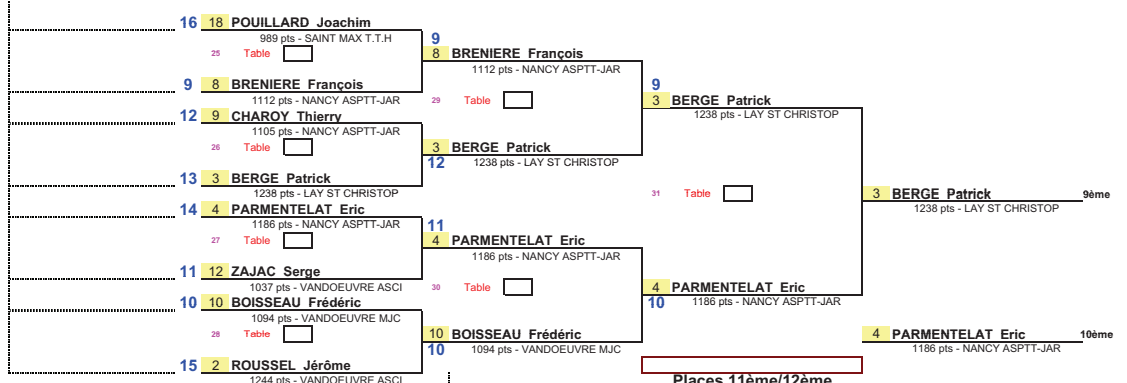 16 18 POUILLARD Joachim
989 pts - SAINT MAX T.T.H
25 Table
9 8 BRENIERE François
1112 pts - NANCY ASPTT-JAR
12 9 CHAROY Thierry
1105 pts - NANCY ASPTT-JAR
26 Table
13 3 BERGE Patrick
1238 pts - LAY ST CHRISTOP
14 4 PARMENTELAT Eric
1186 pts - NANCY ASPTT-JAR
27 Table
11 12 ZAJAC Serge
1037 pts - VANDOEUVRE ASCI
10 10 BOISSEAU Frédéric
1094 pts - VANDOEUVRE MJC
28 Table
15 2 ROUSSEL Jérôme
1244 pts - VANDOEUVRE ASCI
9
8 BRENIERE François
1112 pts - NANCY ASPTT-JAR
29 Table
3 BERGE Patrick
12 1238 pts - LAY ST CHRISTOP
11
4 PARMENTELAT Eric
1186 pts - NANCY ASPTT-JAR
30 Table
10 BOISSEAU Frédéric
10 1094 pts - VANDOEUVRE MJC
9
3 BERGE Patrick
1238 pts - LAY ST CHRISTOP
31 Table
4 PARMENTELAT Eric
10 1186 pts - NANCY ASPTT-JAR
3 BERGE Patrick 9ème
1238 pts - LAY ST CHRISTOP
4 PARMENTELAT Eric 10ème
1186 pts - NANCY ASPTT-JAR
Places 11ème/12ème